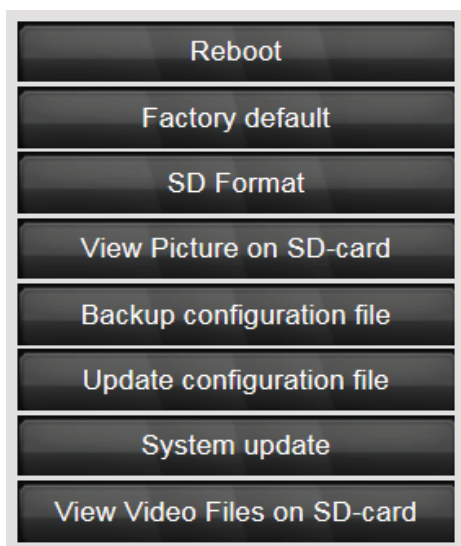 Reboot
Factory default
SD Format
View Picture on SD-card
Backup configuration file
Update configuration file
System update
View Video Files on SD-card